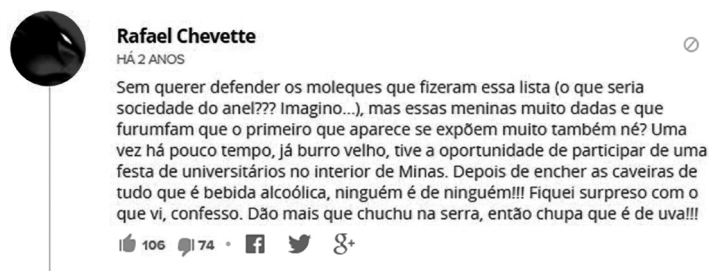 Rafael Chevette
HÁ 2 ANOS
Sem querer defender os moleques que fizeram essa lista (o que seria
sociedade do anel??? Imagino...), mas essas meninas muito dadas e que
furumfam que o primeiro que aparece se expõem muito também né? Uma
vez há pouco tempo, já burro velho, tive a oportunidade de participar de uma
festa de universitários no interior de Minas. Depois de encher as caveiras de
tudo que é bebida alcoólica, ninguém é de ninguém!!! Fiquei surpreso com o
que vi, confesso. Dão mais que chuchu na serra, então chupa que é de uva!!!
106 74 • f g+